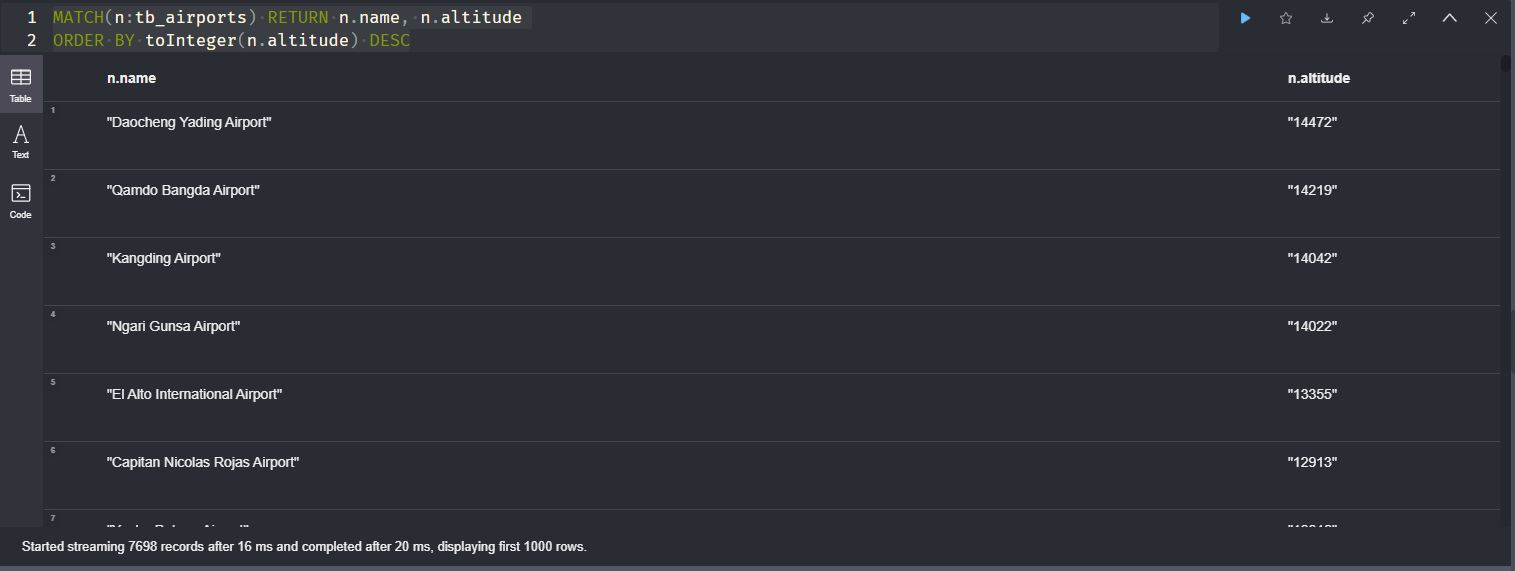 1 MATCH(n:tb_airports) RETURN n.name, n.altitude
2 ORDER BY toInteger(n.altitude) DESC
Table
Text
Code
n.name n.altitude
1 "Daocheng Yading Airport" "14472"
2 "Qamdo Bangda Airport" "14219"
3 "Kangding Airport" "14042"
4 "Ngari Gunsa Airport" "14022"
5 "El Alto International Airport" "13355"
6 "Capitan Nicolas Rojas Airport" "12913"
7
Started streaming 7698 records after 16 ms and completed after 20 ms, displaying first 1000 rows.